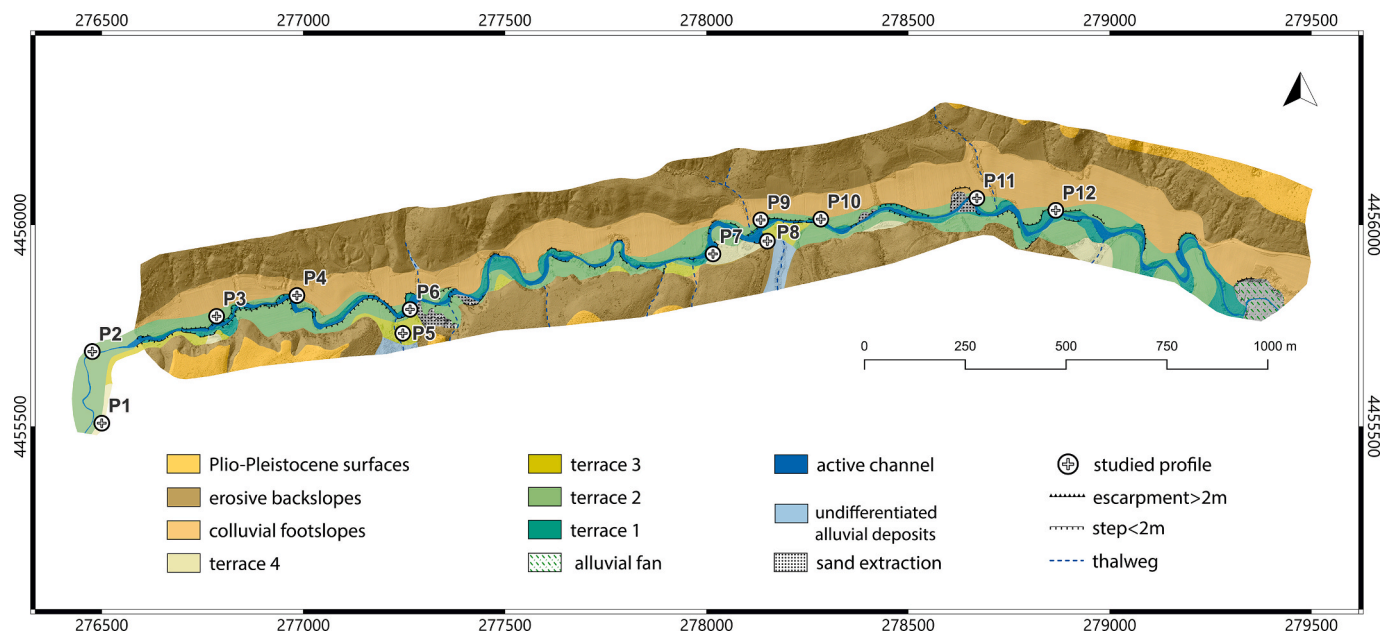 276500 277000 277500 278000 278500 279000 279500
4456000 4456000
P11
P12
P9
P10
P8
P7
P4
P6
P3
P5
P2
0 250 500 750 1000 m
P1
4455500 4455500
Plio-Pleistocene surfaces
erosive backslopes
colluvial footslopes
terrace 4
terrace 3
terrace 2
terrace 1
alluvial fan
active channel
undifferentiated
alluvial deposits
sand extraction
studied profile
escarpment>2m
step<2m
thalweg
276500 277000 277500 278000 278500 279000 279500